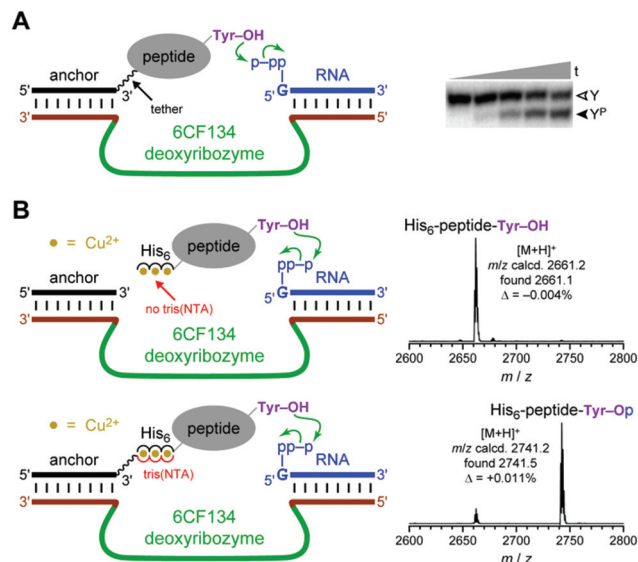 A
peptide
Tyr–OH
p–pp
anchor
RNA
5'
3'
G
5'
3'
tether
3'
5'
6CF134
deoxyribozyme
t
Y
Yᴾ
B
● = Cu²⁺
His₆
peptide
Tyr–OH
pp–p
anchor
RNA
5'
3'
G
5'
3'
no tris(NTA)
3'
5'
6CF134
deoxyribozyme
His₆-peptide-Tyr–OH
[M+H]⁺
m/z calcd. 2661.2
found 2661.1
Δ = –0.004%
2600 2650 2700 2750 2800
m / z
● = Cu²⁺
His₆
peptide
Tyr–OH
pp–p
anchor
RNA
5'
3'
G
5'
3'
tris(NTA)
3'
5'
6CF134
deoxyribozyme
His₆-peptide-Tyr–Op
[M+H]⁺
m/z calcd. 2741.2
found 2741.5
Δ = +0.011%
2600 2650 2700 2750 2800
m / z